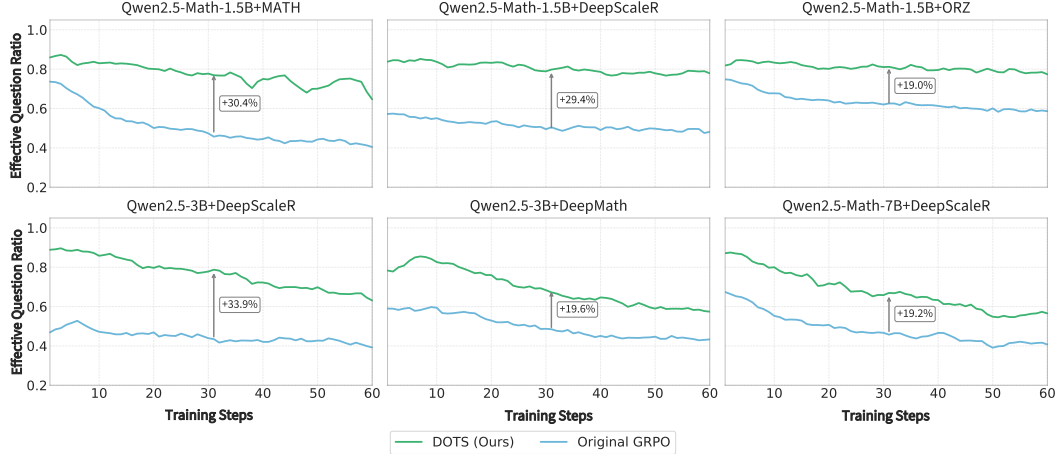 Qwen2.5-Math-1.5B+MATH
Qwen2.5-Math-1.5B+DeepScaleR
Qwen2.5-Math-1.5B+ORZ
Effective Question Ratio
1.0
0.8
0.6
0.4
0.2
+30.4%
+29.4%
+19.0%
Qwen2.5-3B+DeepScaleR
Qwen2.5-3B+DeepMath
Qwen2.5-Math-7B+DeepScaleR
Effective Question Ratio
1.0
0.8
0.6
0.4
0.2
+33.9%
+19.6%
+19.2%
10 20 30 40 50 60
10 20 30 40 50 60
10 20 30 40 50 60
Training Steps
Training Steps
Training Steps
DOTS (Ours)
Original GRPO